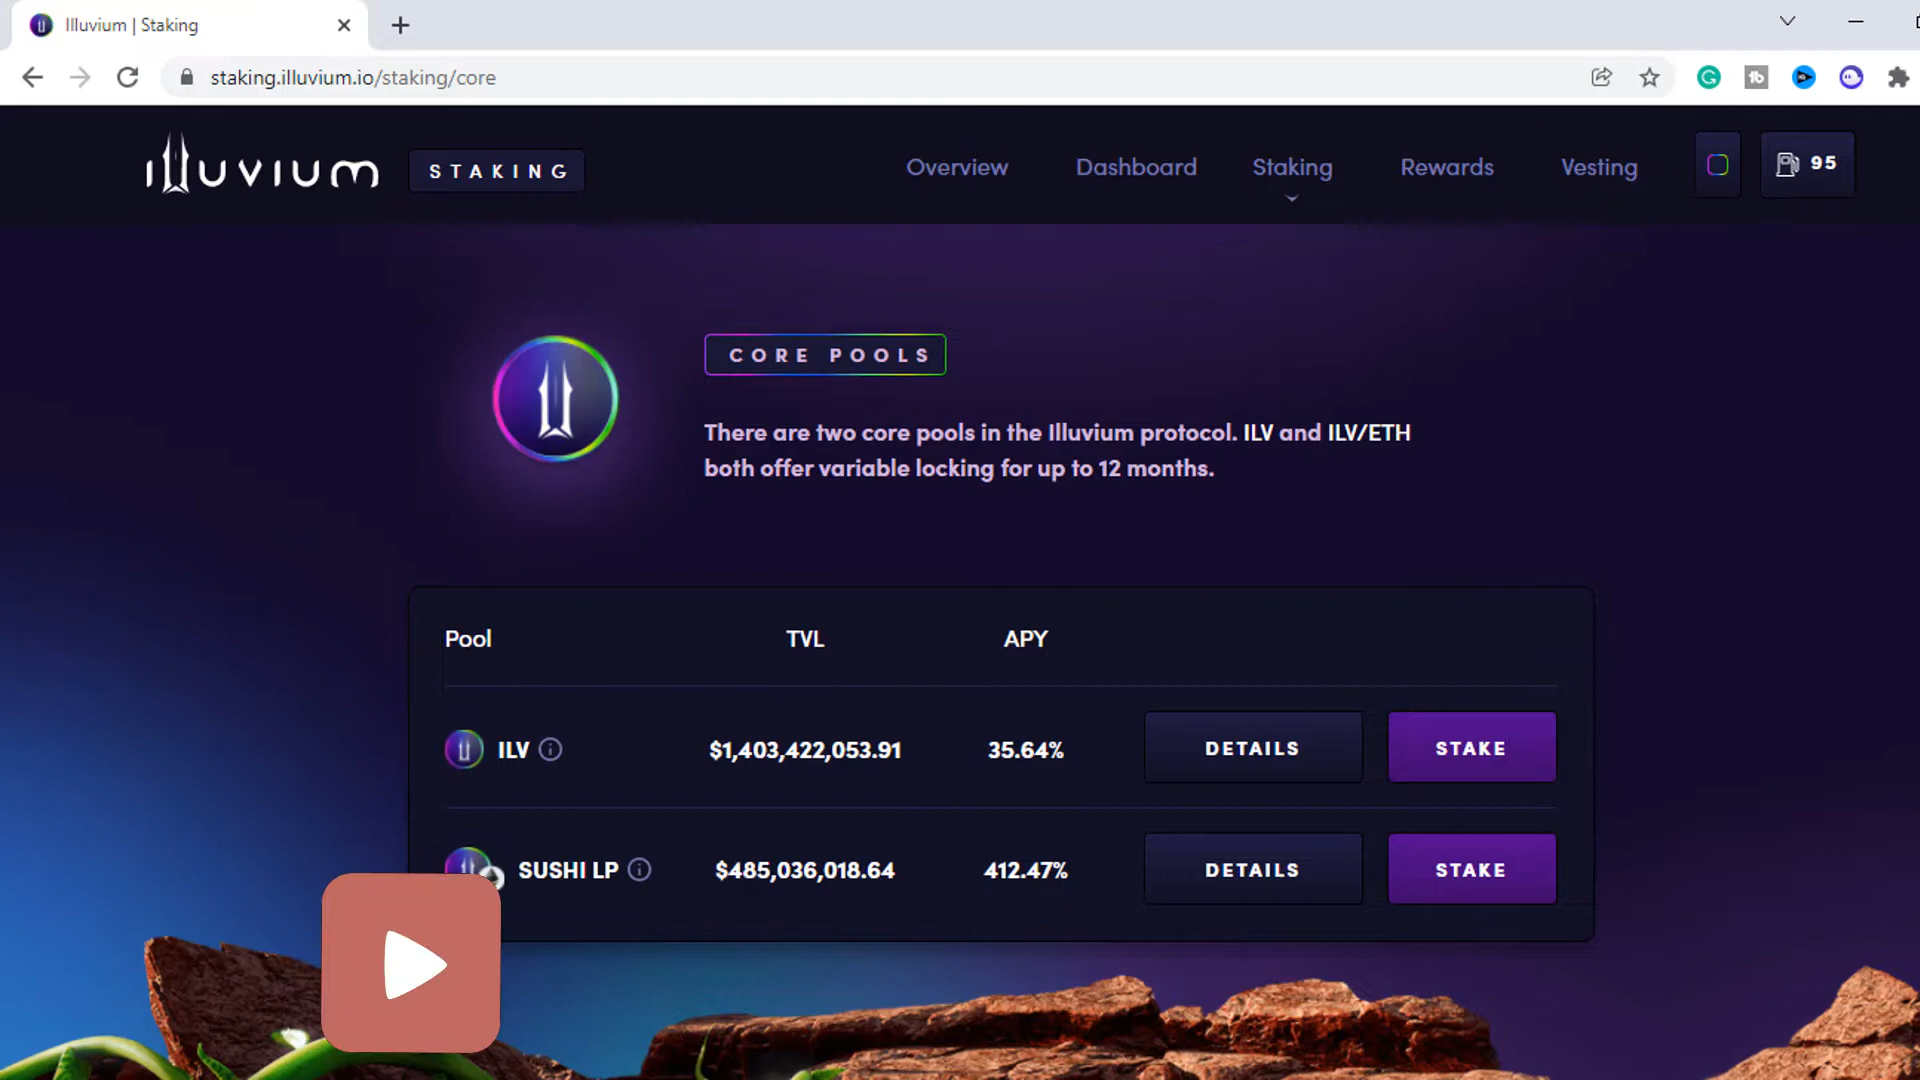 Illuvium | Staking
staking.illuvium.io/staking/core
illuvium
STAKING
Overview
Dashboard
Staking
Rewards
Vesting
95
CORE POOLS
There are two core pools in the Illuvium protocol. ILV and ILV/ETH
both offer variable locking for up to 12 months.
Pool TVL APY
ILV $1,403,422,053.91 35.64% DETAILS STAKE
SUSHI LP $485,036,018.64 412.47% DETAILS STAKE